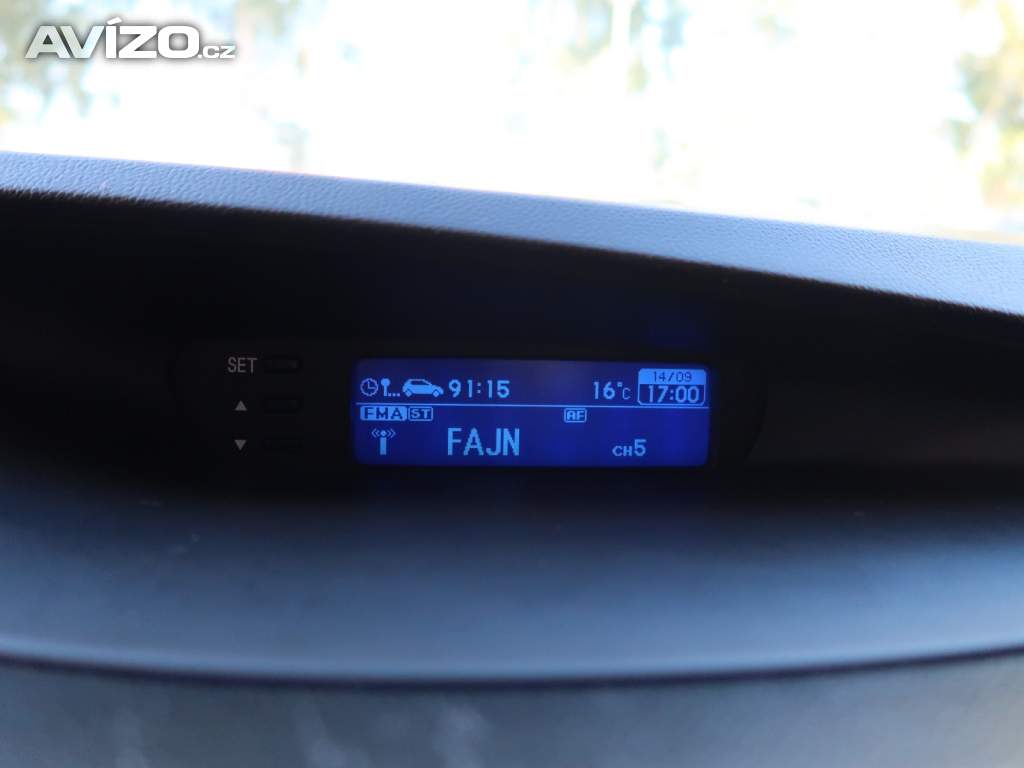 AVÍZO.cz
SET
91:15 16°C 14/09 17:00
FMA ST AF
FAJN CH5